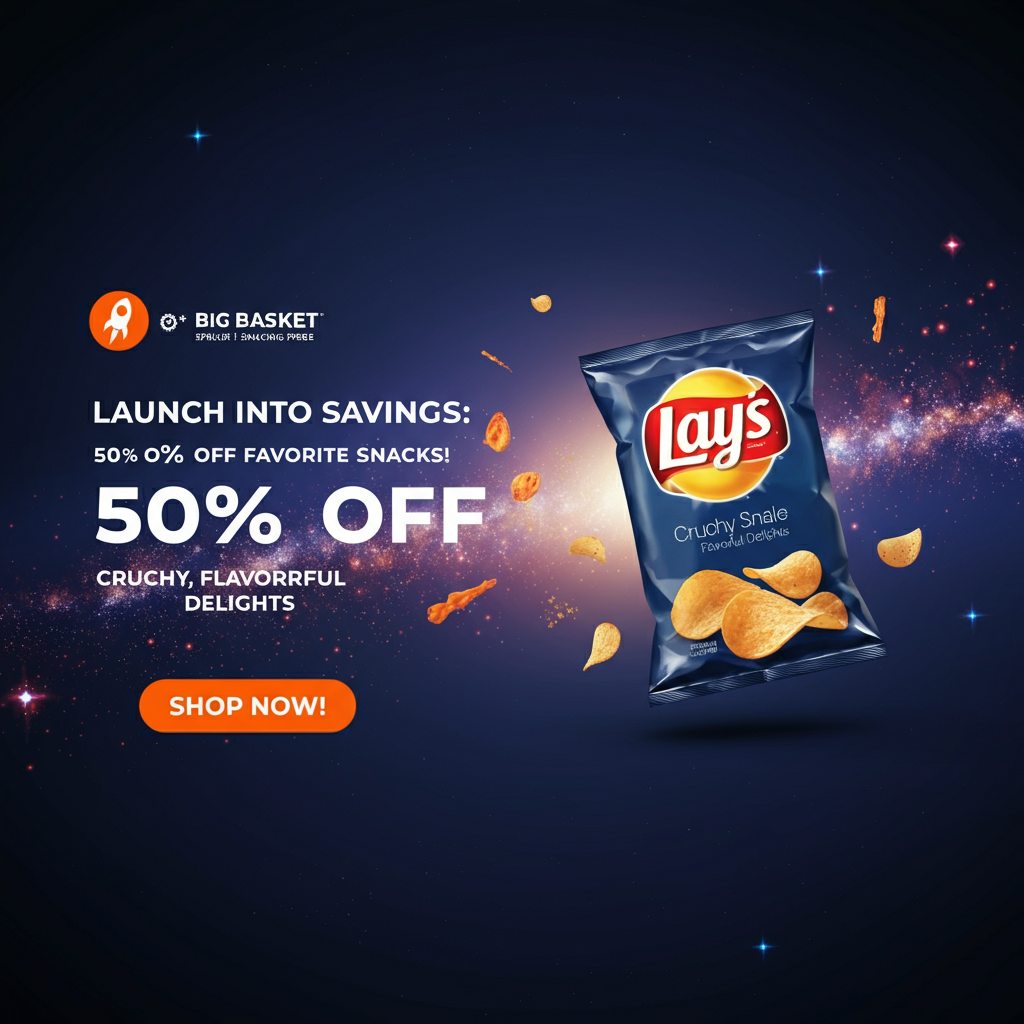 BIG BASKET
LAUNCH INTO SAVINGS:
50% 0% OFF FAVORITE SNACKS!
50% OFF
CRUCHY, FLAVORRFUL
DELIGHTS
SHOP NOW!
Lay's
Cruchy Snale